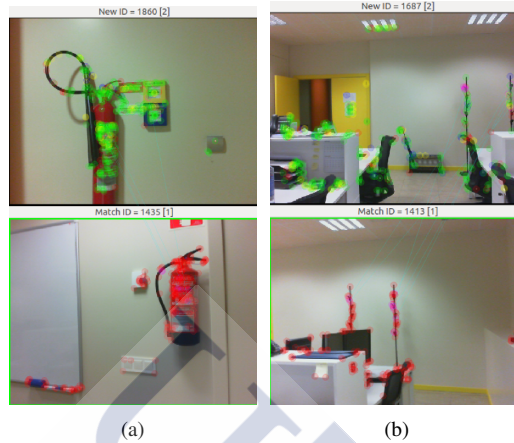 New ID = 1860 [2]
New ID = 1687 [2]
Match ID = 1435 [1]
Match ID = 1413 [1]
(a)
(b)